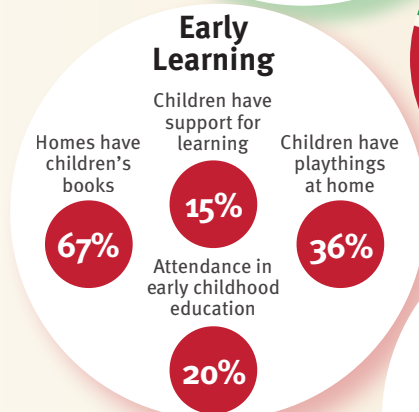 Early
Learning
Children have
support for
learning
15%
Homes have
children's
books
67%
Children have
playthings
at home
36%
Attendance in
early childhood
education
20%